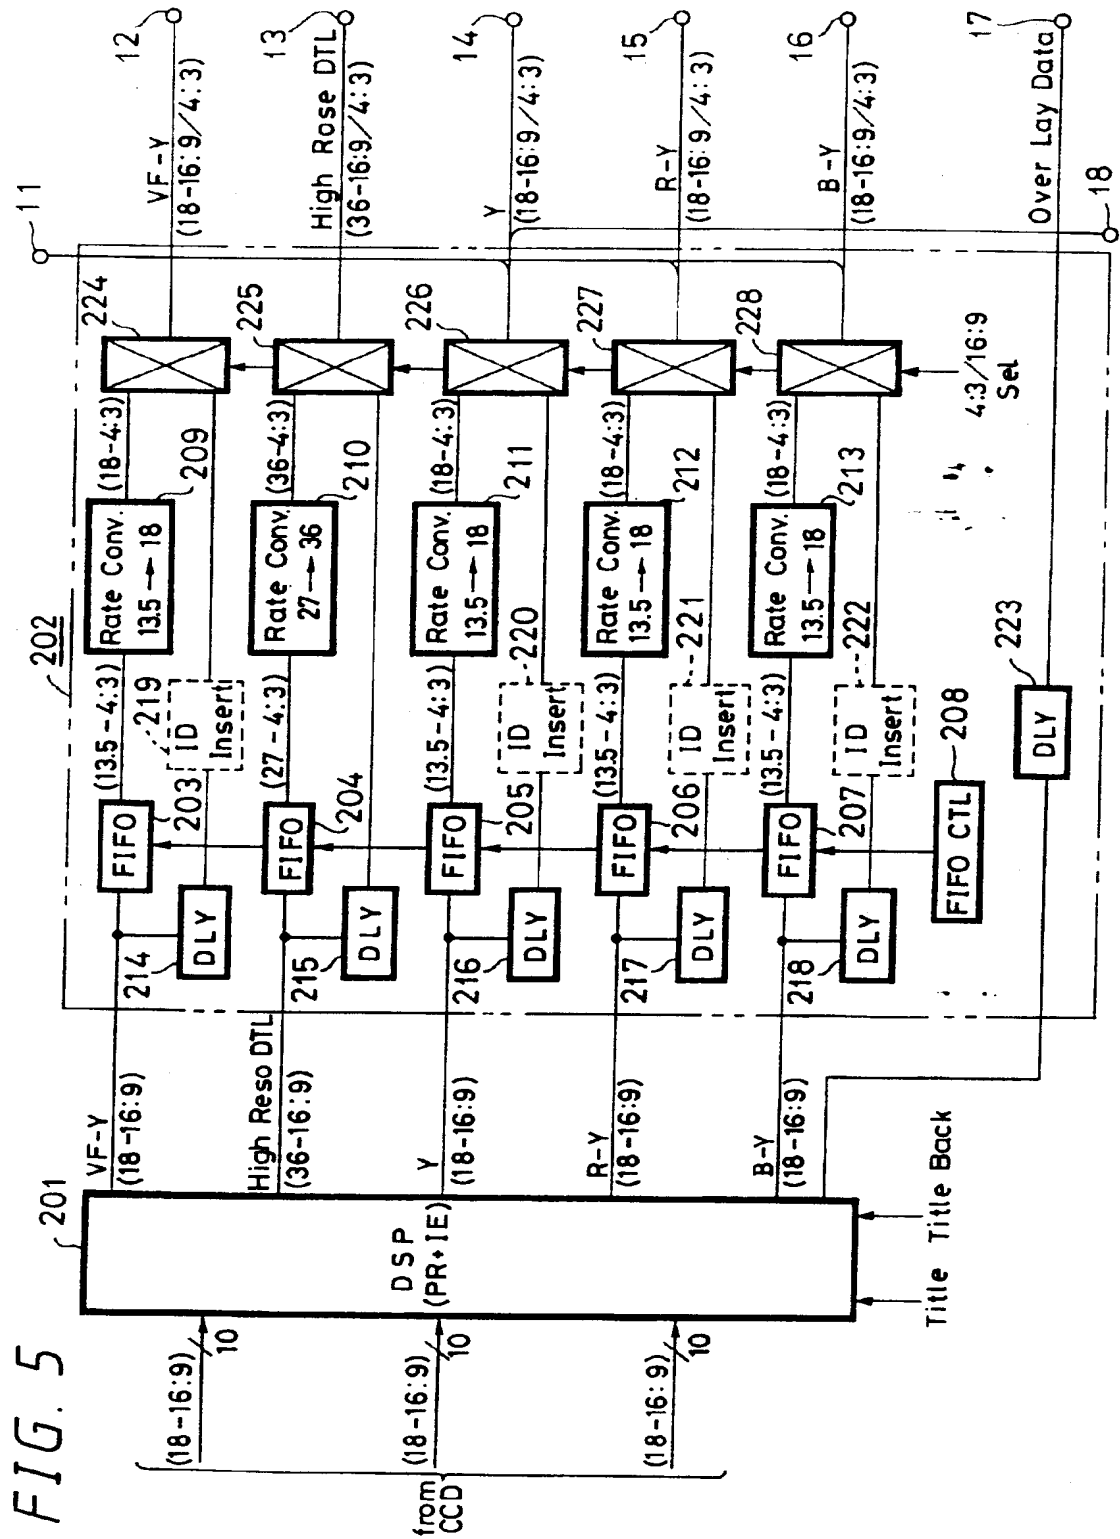 FIG. 5
from
CCD
(18-16:9)
10
(18-16:9)
10
(18-16:9)
10
201
DSP
(PR+IE)
Title
Title Back
VF-Y
(18-16:9)
High Reso DTL
(36-16:9)
Y
(18-16:9)
R-Y
(18-16:9)
B-Y
(18-16:9)
202
214
DLY
FIFO
203
(13.5-4:3)
219
ID
Insert
Rate Conv.
13.5→18
209
(18-4:3)
224
215
DLY
FIFO
204
(27-4:3)
Rate Conv.
27→36
210
(36-4:3)
225
216
DLY
FIFO
205
(13.5-4:3)
220
ID
Insert
Rate Conv.
13.5→18
211
(18-4:3)
226
217
DLY
FIFO
206
(13.5-4:3)
221
ID
Insert
Rate Conv.
13.5→18
212
(18-4:3)
227
218
DLY
FIFO
207
(13.5-4:3)
222
ID
Insert
Rate Conv.
13.5→18
213
(18-4:3)
228
FIFO CTL
208
DLY
223
4:3/16:9
Sel
11
VF-Y
(18-16:9/4:3)
12
High Rose DTL
(36-16:9/4:3)
13
Y
(18-16:9/4:3)
14
R-Y
(18-16:9/4:3)
15
B-Y
(18-16:9/4:3)
16
Over Lay Data
17
18